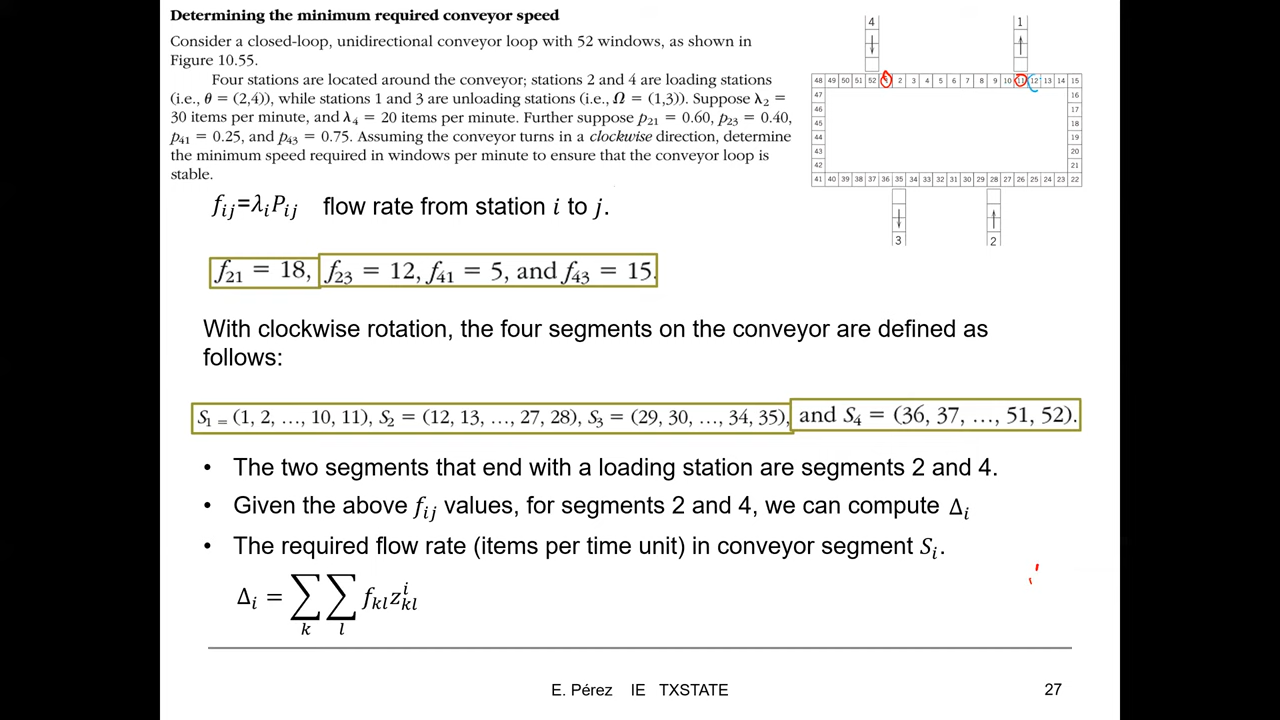 Determining the minimum required conveyor speed
Consider a closed-loop, unidirectional conveyor loop with 52 windows, as shown in
Figure 10.55.
Four stations are located around the conveyor; stations 2 and 4 are loading stations
(i.e., θ = (2,4)), while stations 1 and 3 are unloading stations (i.e., Ω = (1,3)). Suppose λ₂ =
30 items per minute, and λ₄ = 20 items per minute. Further suppose p₂₁ = 0.60, p₂₃ = 0.40,
p₄₁ = 0.25, and p₄₃ = 0.75. Assuming the conveyor turns in a clockwise direction, determine
the minimum speed required in windows per minute to ensure that the conveyor loop is
stable.
4 1
48 49 50 51 52 2 3 4 5 6 7 8 9 10 11 12 13 14 15
47 16
46 17
45 18
44 19
43 20
42 21
41 40 39 38 37 36 35 34 33 32 31 30 29 28 27 26 25 24 23 22
3 2
f_ij=λ_iP_ij flow rate from station i to j.
f₂₁ = 18, f₂₃ = 12, f₄₁ = 5, and f₄₃ = 15.
With clockwise rotation, the four segments on the conveyor are defined as
follows:
S₁ = (1, 2, ..., 10, 11), S₂ = (12, 13, ..., 27, 28), S₃ = (29, 30, ..., 34, 35), and S₄ = (36, 37, ..., 51, 52).
• The two segments that end with a loading station are segments 2 and 4.
• Given the above f_ij values, for segments 2 and 4, we can compute Δ_i
• The required flow rate (items per time unit) in conveyor segment S_i.
Δ_i = ∑_k ∑_l f_kl z^i_kl
E. Pérez IE TXSTATE 27